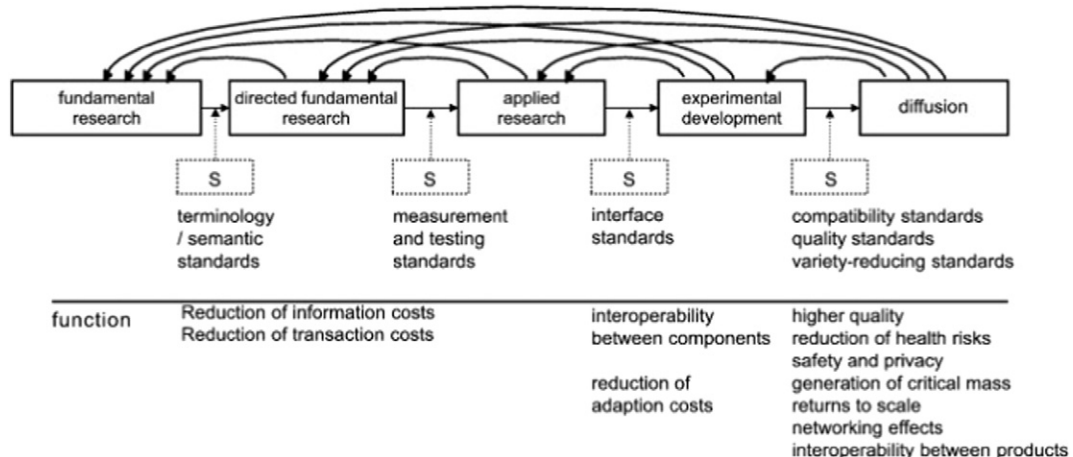 fundamental
research
directed fundamental
research
applied
research
experimental
development
diffusion
S
S
S
S
terminology
/ semantic
standards
measurement
and testing
standards
interface
standards
compatibility standards
quality standards
variety-reducing standards
function
Reduction of information costs
Reduction of transaction costs
interoperability
between components
reduction of
adaption costs
higher quality
reduction of health risks
safety and privacy
generation of critical mass
returns to scale
networking effects
interoperability between products